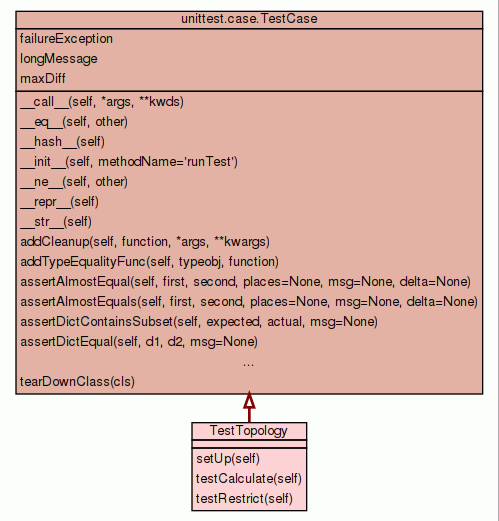 unittest.case.TestCase
failureException
longMessage
maxDiff
__call__(self, *args, **kwds)
__eq__(self, other)
__hash__(self)
__init__(self, methodName='runTest')
__ne__(self, other)
__repr__(self)
__str__(self)
addCleanup(self, function, *args, **kwargs)
addTypeEqualityFunc(self, typeobj, function)
assertAlmostEqual(self, first, second, places=None, msg=None, delta=None)
assertAlmostEquals(self, first, second, places=None, msg=None, delta=None)
assertDictContainsSubset(self, expected, actual, msg=None)
assertDictEqual(self, d1, d2, msg=None)
...
tearDownClass(cls)
TestTopology
setUp(self)
testCalculate(self)
testRestrict(self)